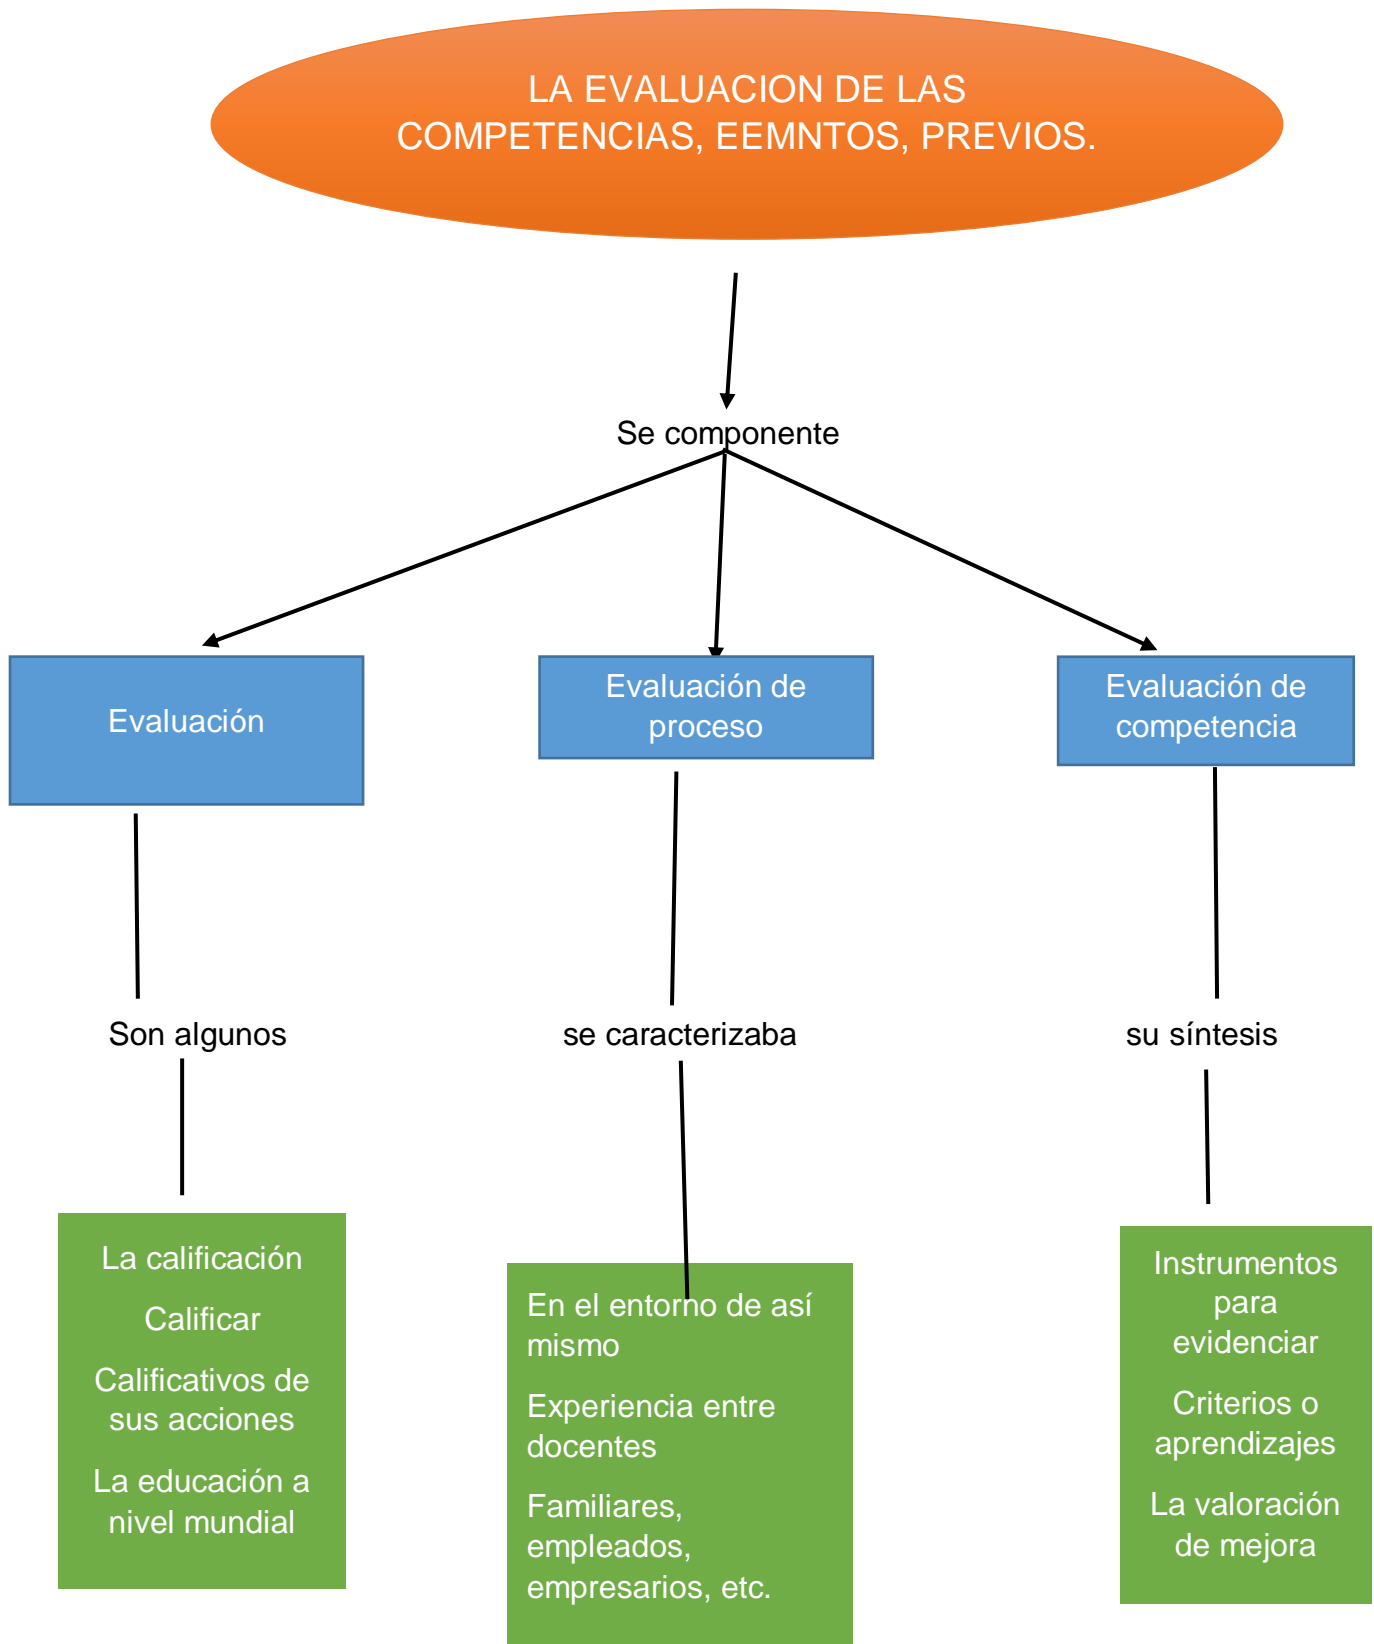 LA EVALUACION DE LAS
COMPETENCIAS, EEMNTOS, PREVIOS.
Se componente
Evaluación
Evaluación de
proceso
Evaluación de
competencia
Son algunos
se caracterizaba
su síntesis
La calificación
Calificar
Calificativos de
sus acciones
La educación a
nivel mundial
En el entorno de así
mismo
Experiencia entre
docentes
Familiares,
empleados,
empresarios, etc.
Instrumentos
para
evidenciar
Criterios o
aprendizajes
La valoración
de mejora